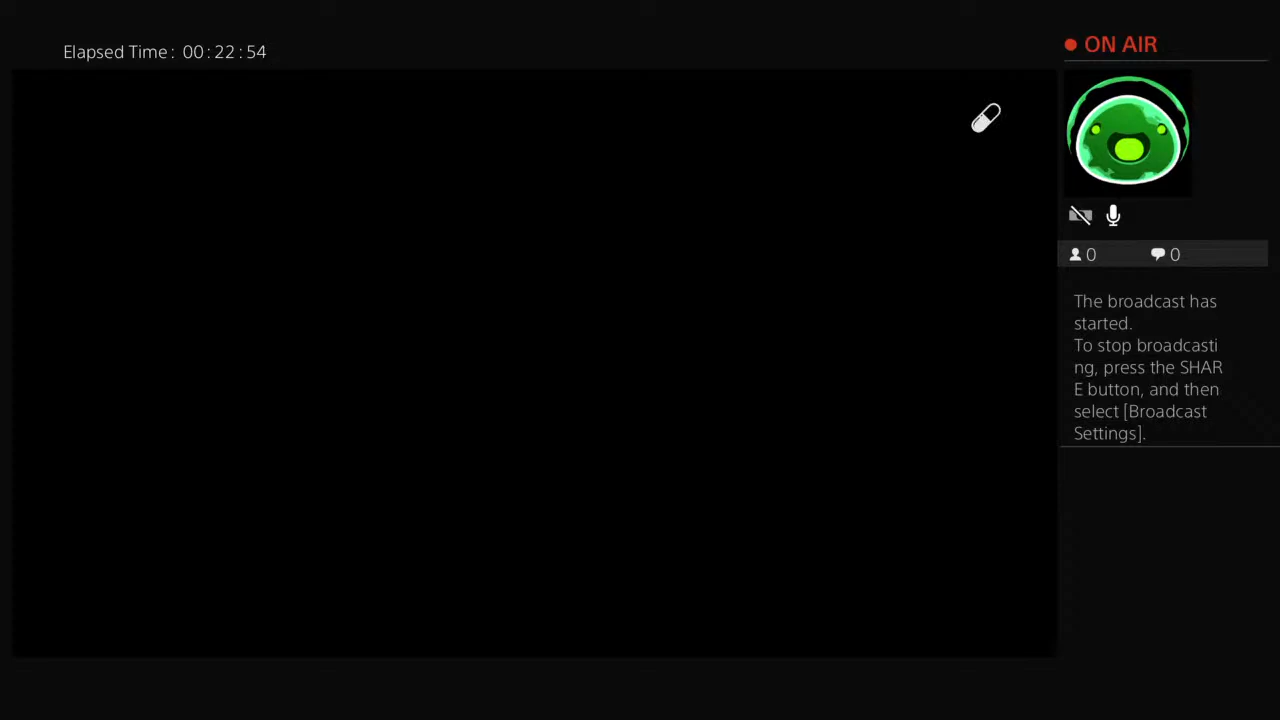 Elapsed Time: 00:22:54
ON AIR
0 0
The broadcast has
started.
To stop broadcasti
ng, press the SHAR
E button, and then
select [Broadcast
Settings].